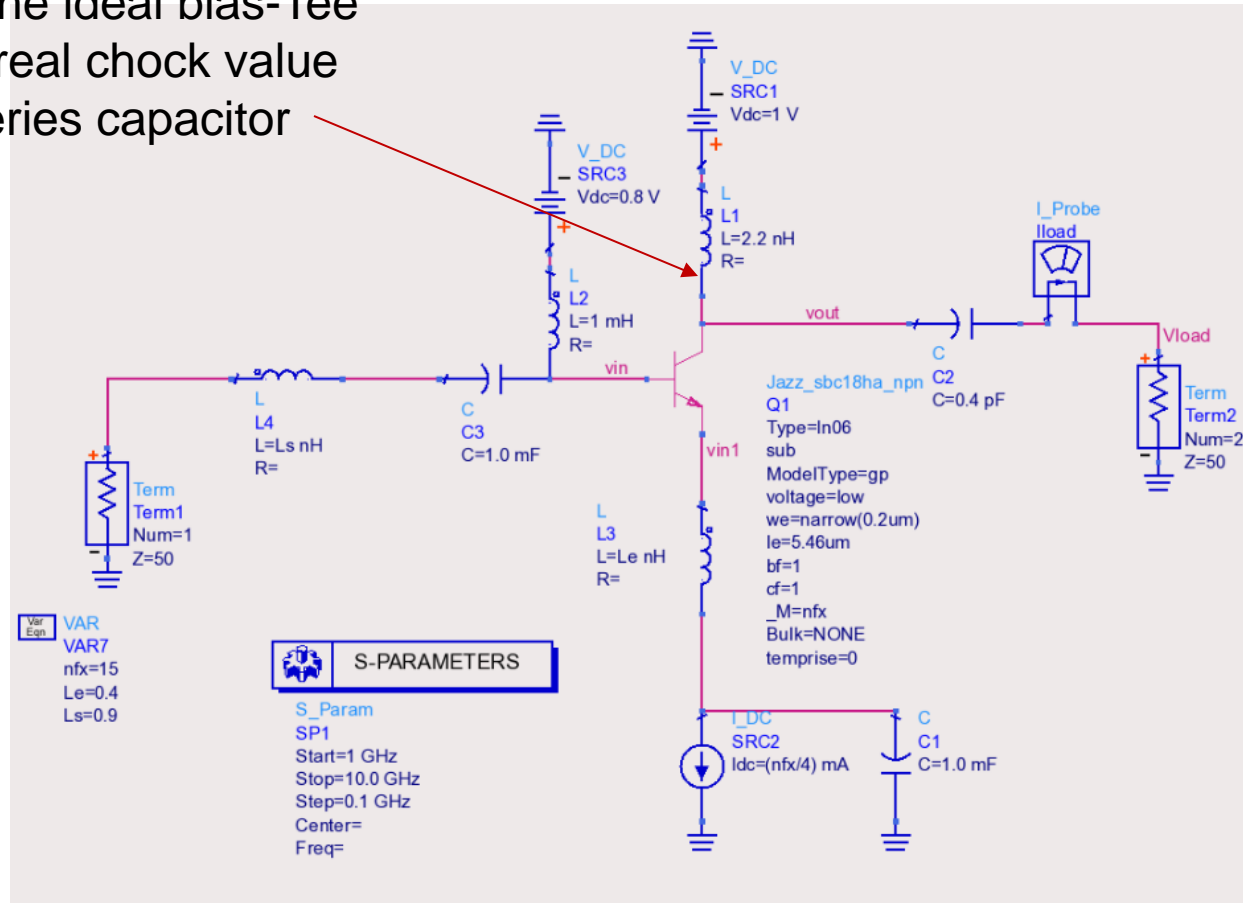 the ideal bias-Tee
real chock value
eries capacitor
V_DC
SRC1
Vdc=1 V
V_DC
SRC3
Vdc=0.8 V
L
L1
L=2.2 nH
R=
I_Probe
Iload
L
L2
L=1 mH
R=
vout
Vload
vin
L
L4
L=Ls nH
R=
C
C3
C=1.0 mF
Jazz_sbc18ha_npn
Q1
Type=ln06
sub
ModelType=gp
voltage=low
we=narrow(0.2um)
le=5.46um
bf=1
cf=1
_M=nfx
Bulk=NONE
temprise=0
C
C2
C=0.4 pF
Term
Term2
Num=2
Z=50
vin1
Term
Term1
Num=1
Z=50
L
L3
L=Le nH
R=
Var
Eqn
VAR
VAR7
nfx=15
Le=0.4
Ls=0.9
S-PARAMETERS
S_Param
SP1
Start=1 GHz
Stop=10.0 GHz
Step=0.1 GHz
Center=
Freq=
I_DC
SRC2
Idc=(nfx/4) mA
C
C1
C=1.0 mF